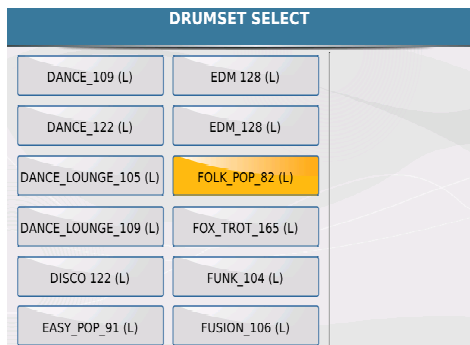 DRUMSET SELECT
DANCE_109 (L)
EDM 128 (L)
DANCE_122 (L)
EDM_128 (L)
DANCE_LOUNGE_105 (L)
FOLK_POP_82 (L)
DANCE_LOUNGE_109 (L)
FOX_TROT_165 (L)
DISCO 122 (L)
FUNK_104 (L)
EASY_POP_91 (L)
FUSION_106 (L)